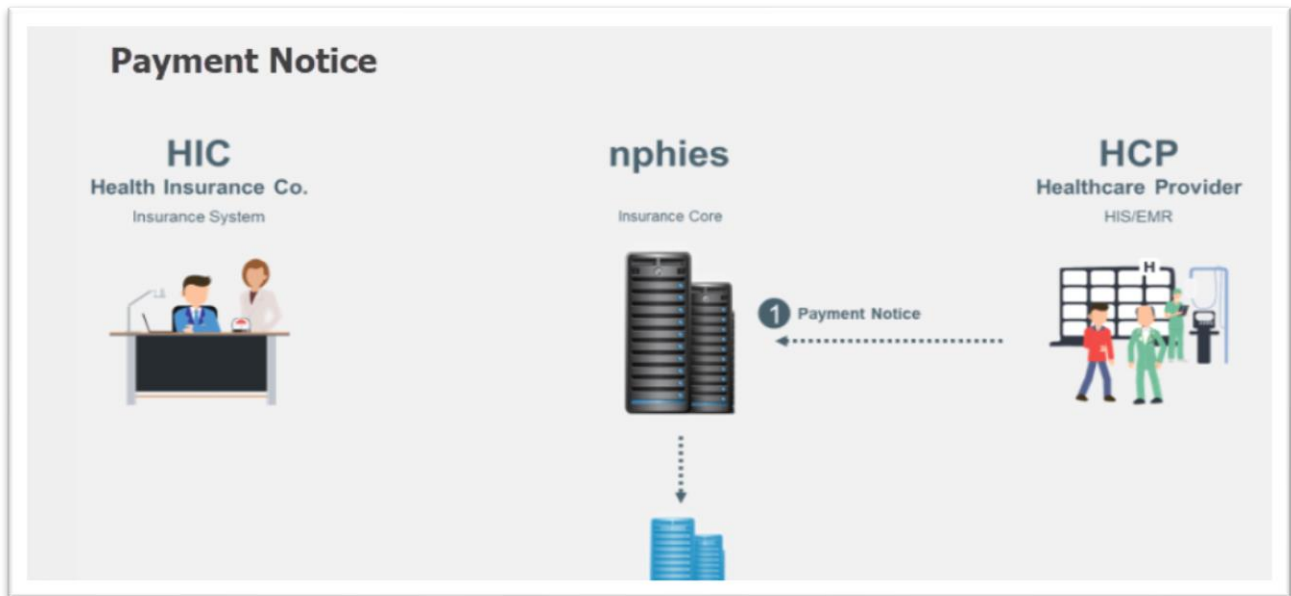 Payment Notice
HIC
Health Insurance Co.
Insurance System
nphies
Insurance Core
HCP
Healthcare Provider
HIS/EMR
H
1 Payment Notice